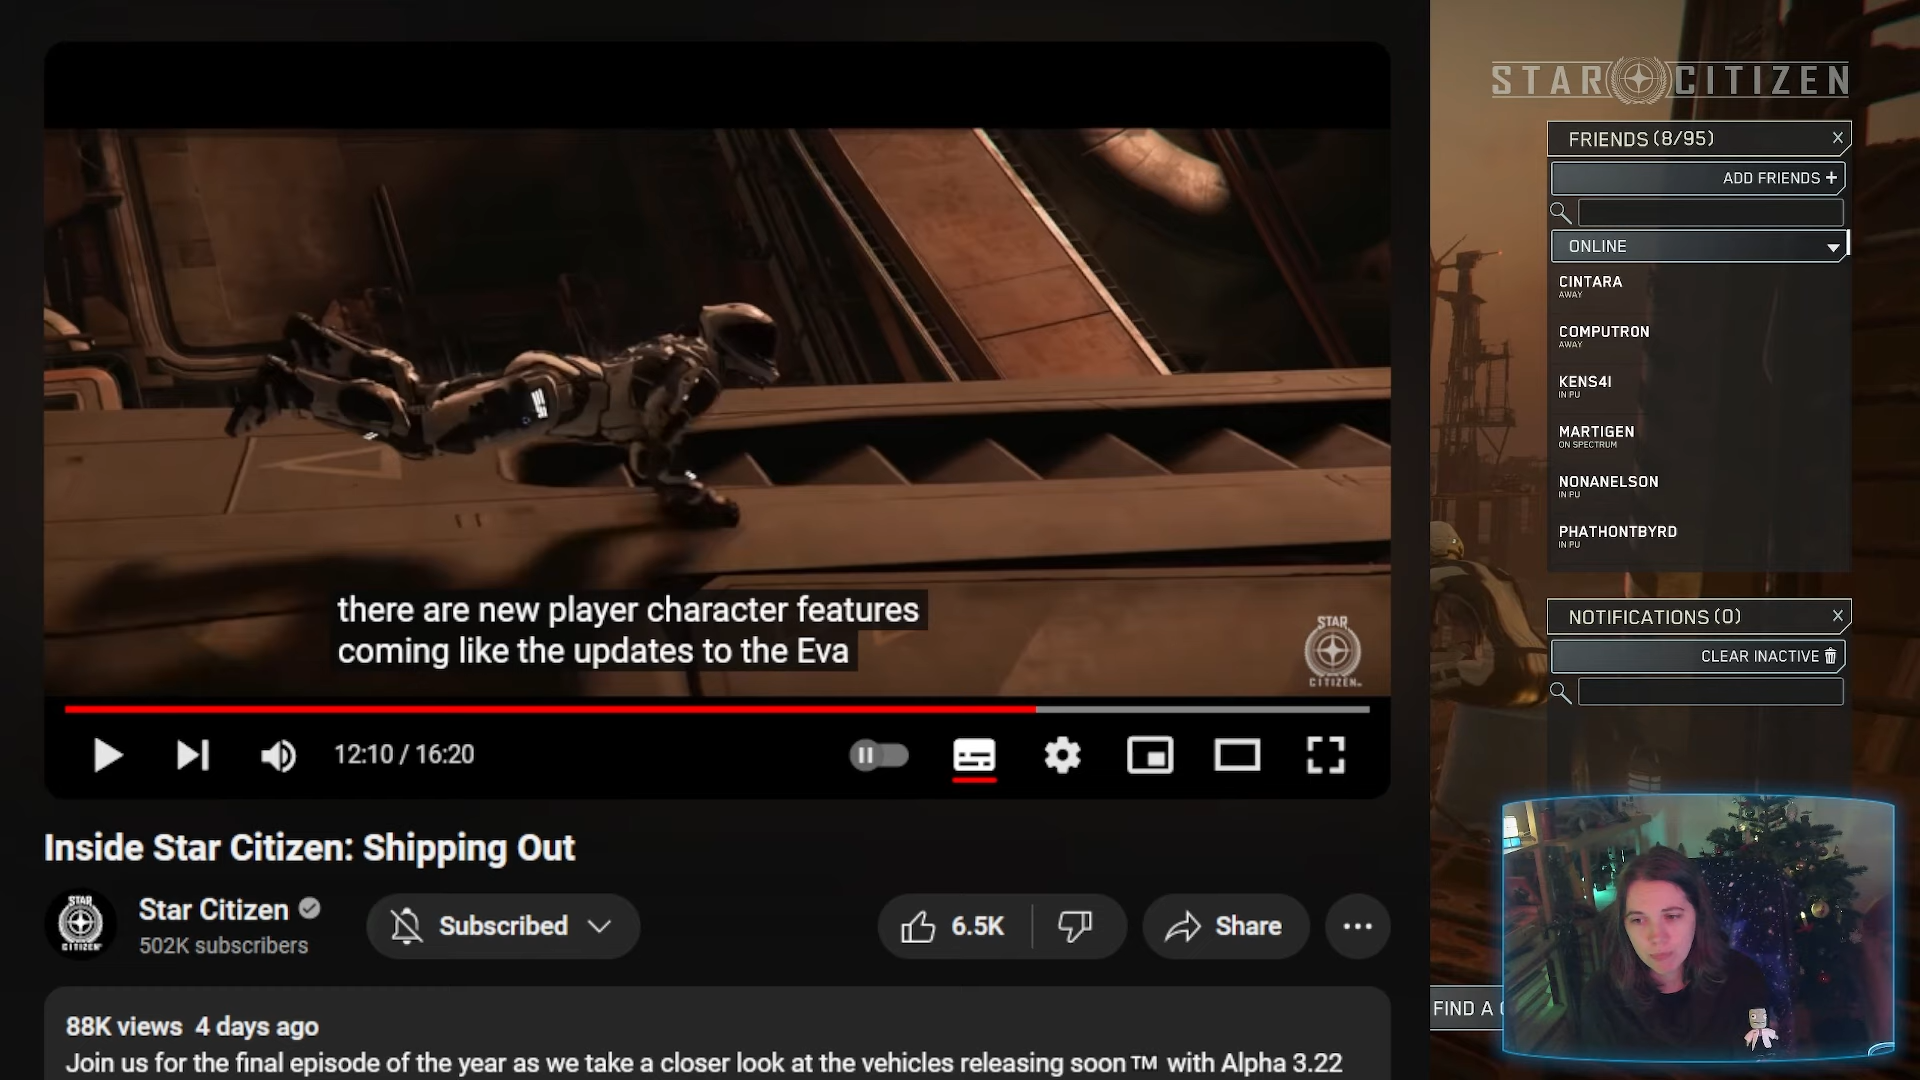 there are new player character features
coming like the updates to the Eva
STAR
CITIZEN
12:10 / 16:20
Inside Star Citizen: Shipping Out
STAR
CITIZEN
Star Citizen
502K subscribers
Subscribed
6.5K
Share
88K views 4 days ago
Join us for the final episode of the year as we take a closer look at the vehicles releasing soon™ with Alpha 3.22
STAR CITIZEN
FRIENDS (8/95)
ADD FRIENDS +
ONLINE
CINTARA
AWAY
COMPUTRON
AWAY
KENS4I
IN PU
MARTIGEN
ON SPECTRUM
NONANELSON
IN PU
PHATHONTBYRD
IN PU
NOTIFICATIONS (0)
CLEAR INACTIVE
FIND A